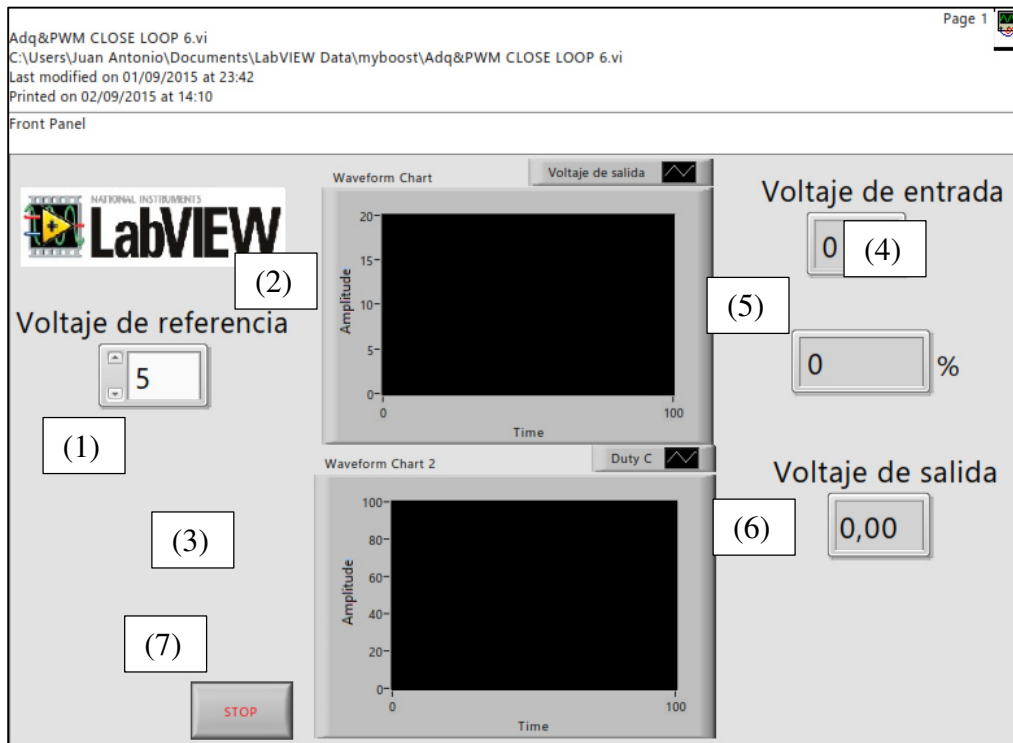 Page 1
Adq&PWM CLOSE LOOP 6.vi
C:\Users\Juan Antonio\Documents\LabVIEW Data\myboost\Adq&PWM CLOSE LOOP 6.vi
Last modified on 01/09/2015 at 23:42
Printed on 02/09/2015 at 14:10
Front Panel
NATIONAL INSTRUMENTS
LabVIEW
(2)
Voltaje de referencia
5
(1)
(3)
(7)
STOP
Waveform Chart
Voltaje de salida
20
15
10
5
0
Amplitude
0
100
Time
Waveform Chart 2
Duty C
100
80
60
40
20
0
Amplitude
0
100
Time
Voltaje de entrada
0
(4)
(5)
0 %
Voltaje de salida
(6)
0,00